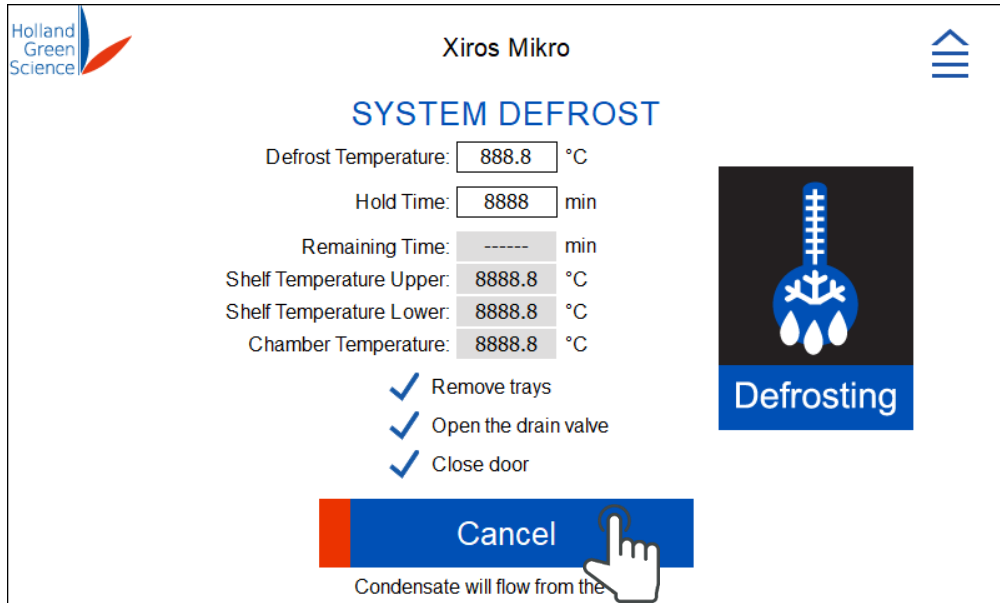 Holland
Green
Science
Xiros Mikro
SYSTEM DEFROST
Defrost Temperature: 888.8 °C
Hold Time: 8888 min
Remaining Time: ------ min
Shelf Temperature Upper: 8888.8 °C
Shelf Temperature Lower: 8888.8 °C
Chamber Temperature: 8888.8 °C
Remove trays
Open the drain valve
Close door
Defrosting
Cancel
Condensate will flow from the